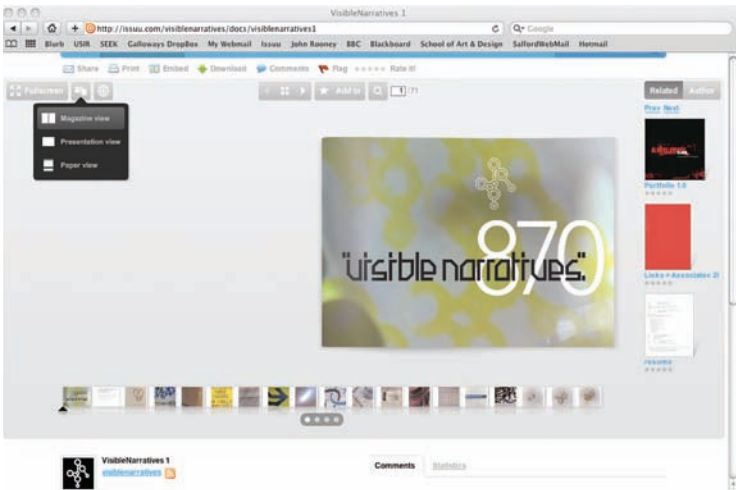 VisibleNarratives 1
http://issuu.com/visiblenarratives/docs/visiblenarratives1
Google
Blurb USIR SEEK Galloways DropBox My Webmail Issuu John Rooney BBC Blackboard School of Art & Design SalfordWebMail Hotmail
Share Print Embed Download Comments Flag Rate it!
Fullscreen Add to 1 /71 Related Author
Prev Next
Magazine view
Presentation view
Paper view
Portfolio 1.0
870
"visible narratives."
Links + Associates
resume
VisibleNarratives 1
visiblenarratives
Comments Statistics